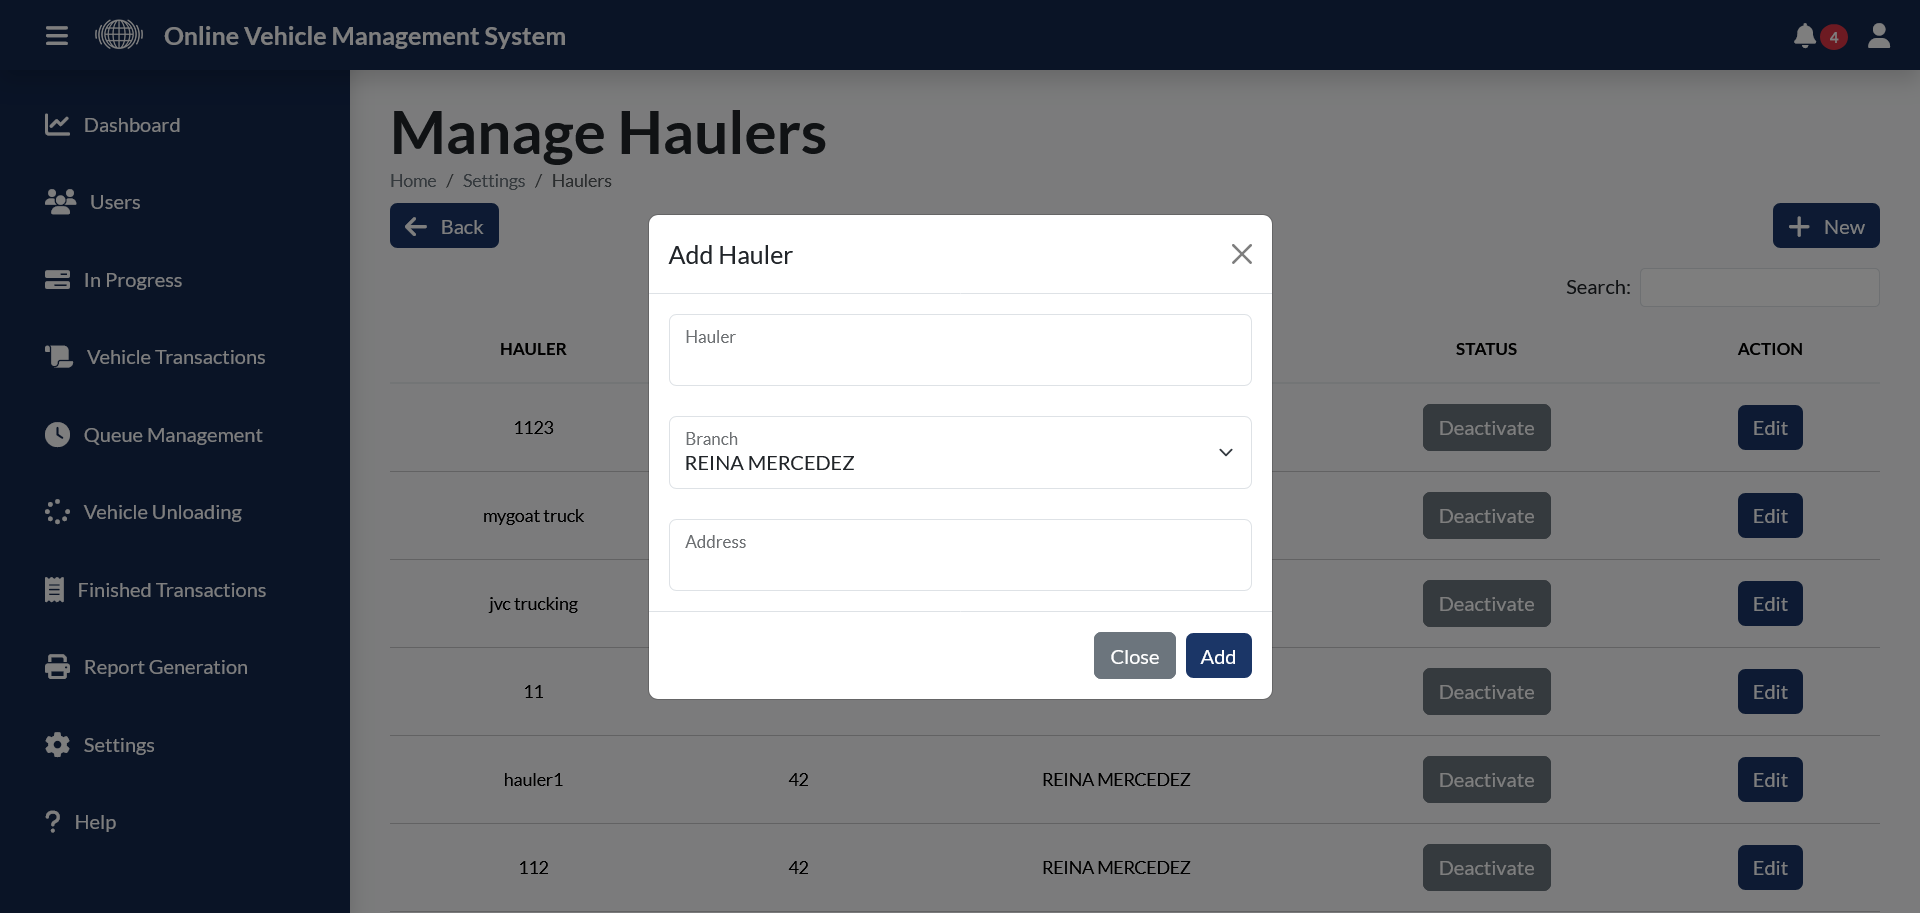 Online Vehicle Management System
4
Dashboard
Users
In Progress
Vehicle Transactions
Queue Management
Vehicle Unloading
Finished Transactions
Report Generation
Settings
Help
Manage Haulers
Home / Settings / Haulers
Back
New
Search:
HAULER STATUS ACTION
1123 Deactivate Edit
mygoat truck Deactivate Edit
jvc trucking Deactivate Edit
11 Deactivate Edit
hauler1 42 REINA MERCEDEZ Deactivate Edit
112 42 REINA MERCEDEZ Deactivate Edit
Add Hauler
Hauler
Branch
REINA MERCEDEZ
Address
Close Add